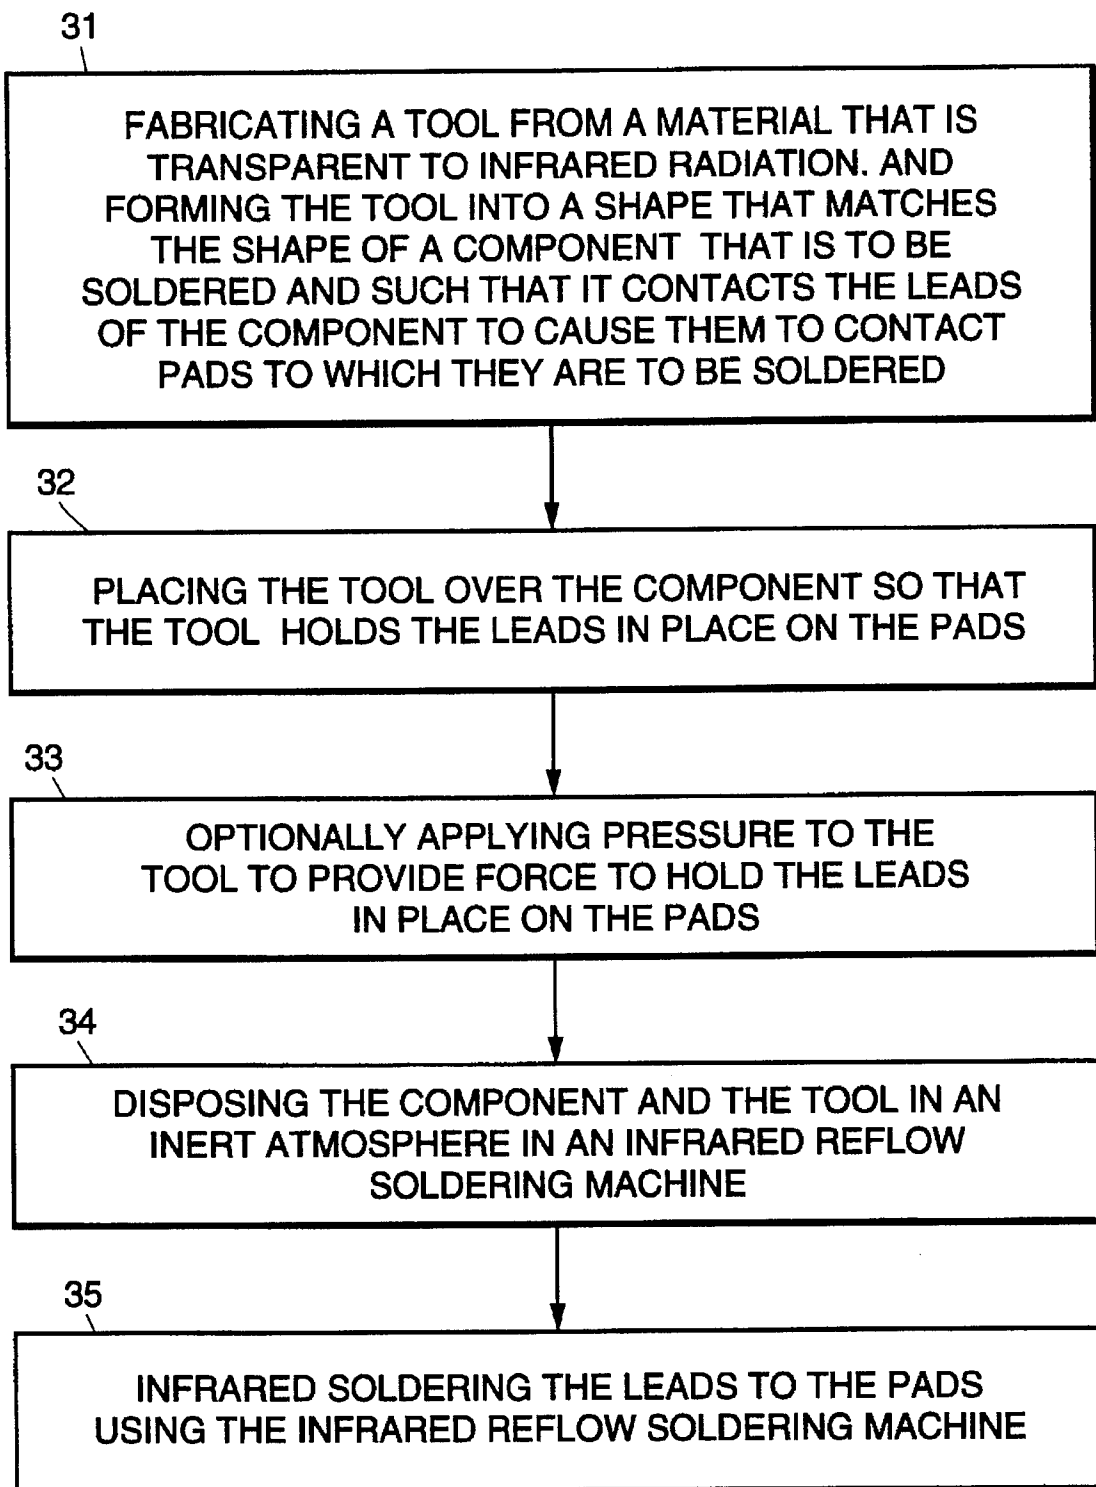 31
FABRICATING A TOOL FROM A MATERIAL THAT IS
TRANSPARENT TO INFRARED RADIATION. AND
FORMING THE TOOL INTO A SHAPE THAT MATCHES
THE SHAPE OF A COMPONENT THAT IS TO BE
SOLDERED AND SUCH THAT IT CONTACTS THE LEADS
OF THE COMPONENT TO CAUSE THEM TO CONTACT
PADS TO WHICH THEY ARE TO BE SOLDERED
32
PLACING THE TOOL OVER THE COMPONENT SO THAT
THE TOOL HOLDS THE LEADS IN PLACE ON THE PADS
33
OPTIONALLY APPLYING PRESSURE TO THE
TOOL TO PROVIDE FORCE TO HOLD THE LEADS
IN PLACE ON THE PADS
34
DISPOSING THE COMPONENT AND THE TOOL IN AN
INERT ATMOSPHERE IN AN INFRARED REFLOW
SOLDERING MACHINE
35
INFRARED SOLDERING THE LEADS TO THE PADS
USING THE INFRARED REFLOW SOLDERING MACHINE